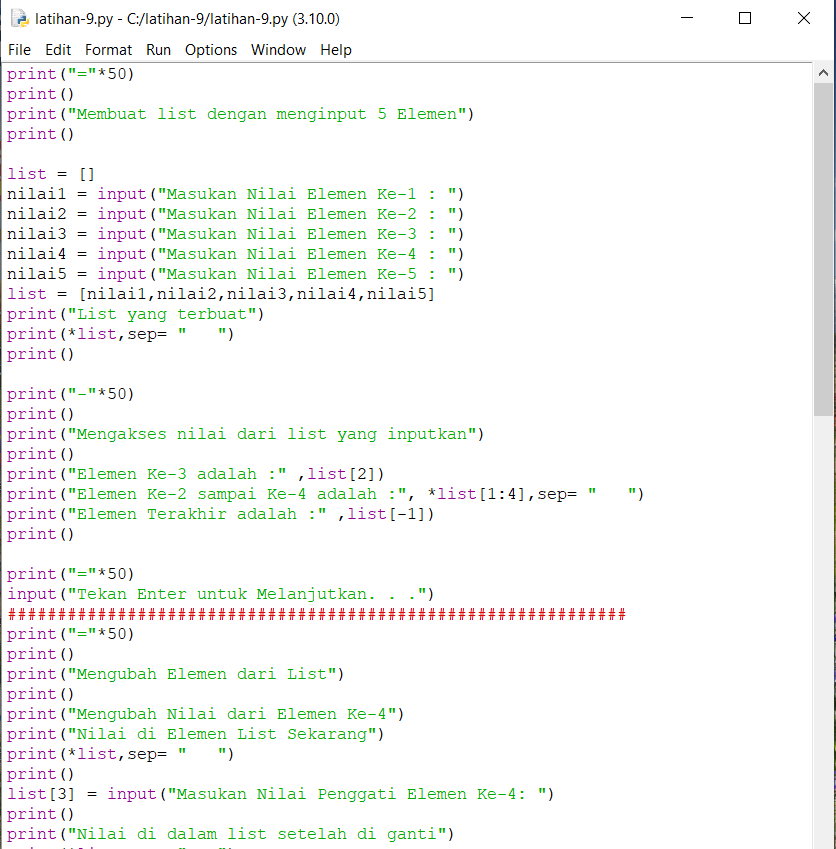 latihan-9.py - C:/latihan-9/latihan-9.py (3.10.0)
File Edit Format Run Options Window Help
print("="*50)
print()
print("Membuat list dengan menginput 5 Elemen")
print()
list = []
nilai1 = input("Masukan Nilai Elemen Ke-1 : ")
nilai2 = input("Masukan Nilai Elemen Ke-2 : ")
nilai3 = input("Masukan Nilai Elemen Ke-3 : ")
nilai4 = input("Masukan Nilai Elemen Ke-4 : ")
nilai5 = input("Masukan Nilai Elemen Ke-5 : ")
list = [nilai1,nilai2,nilai3,nilai4,nilai5]
print("List yang terbuat")
print(*list,sep= "   ")
print()
print("-"*50)
print()
print("Mengakses nilai dari list yang inputkan")
print()
print("Elemen Ke-3 adalah :" ,list[2])
print("Elemen Ke-2 sampai Ke-4 adalah :", *list[1:4],sep= "   ")
print("Elemen Terakhir adalah :" ,list[-1])
print()
print("="*50)
input("Tekan Enter untuk Melanjutkan. . .")
##############################################################
print("="*50)
print()
print("Mengubah Elemen dari List")
print()
print("Mengubah Nilai dari Elemen Ke-4")
print("Nilai di Elemen List Sekarang")
print(*list,sep= "   ")
print()
list[3] = input("Masukan Nilai Penggati Elemen Ke-4: ")
print()
print("Nilai di dalam list setelah di ganti")